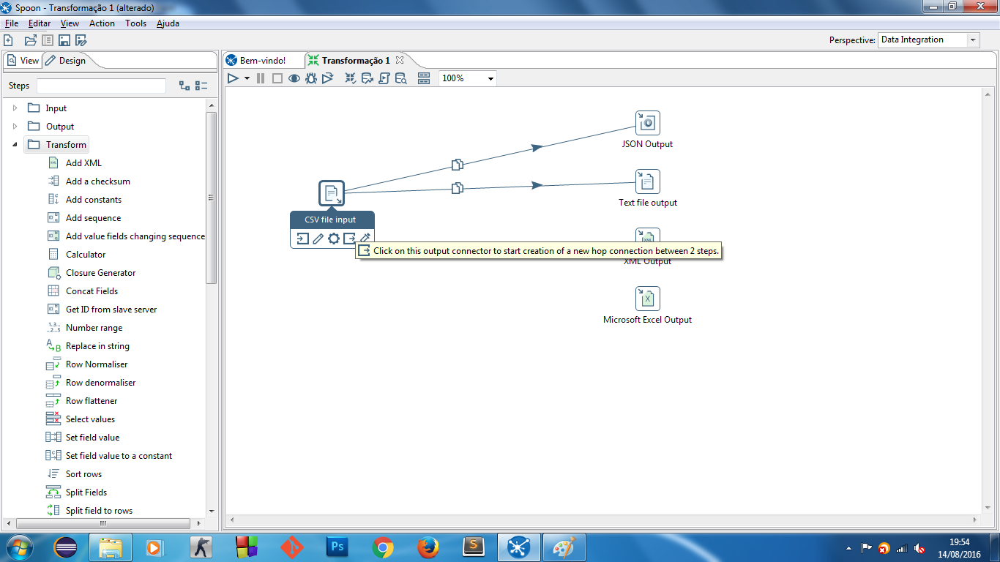 Spoon - Transformação 1 (alterado)
File Editar View Action Tools Ajuda
Perspective: Data Integration
View Design
Bem-vindo! Transformação 1
Steps
100%
Input
Output
Transform
Add XML
Add a checksum
Add constants
Add sequence
Add value fields changing sequence
Calculator
Closure Generator
Concat Fields
Get ID from slave server
Number range
Replace in string
Row Normaliser
Row denormaliser
Row flattener
Select values
Set field value
Set field value to a constant
Sort rows
Split Fields
Split field to rows
JSON Output
Text file output
CSV file input
Click on this output connector to start creation of a new hop connection between 2 steps.
XML Output
X
Microsoft Excel Output
Ps
S
19:54
14/08/2016